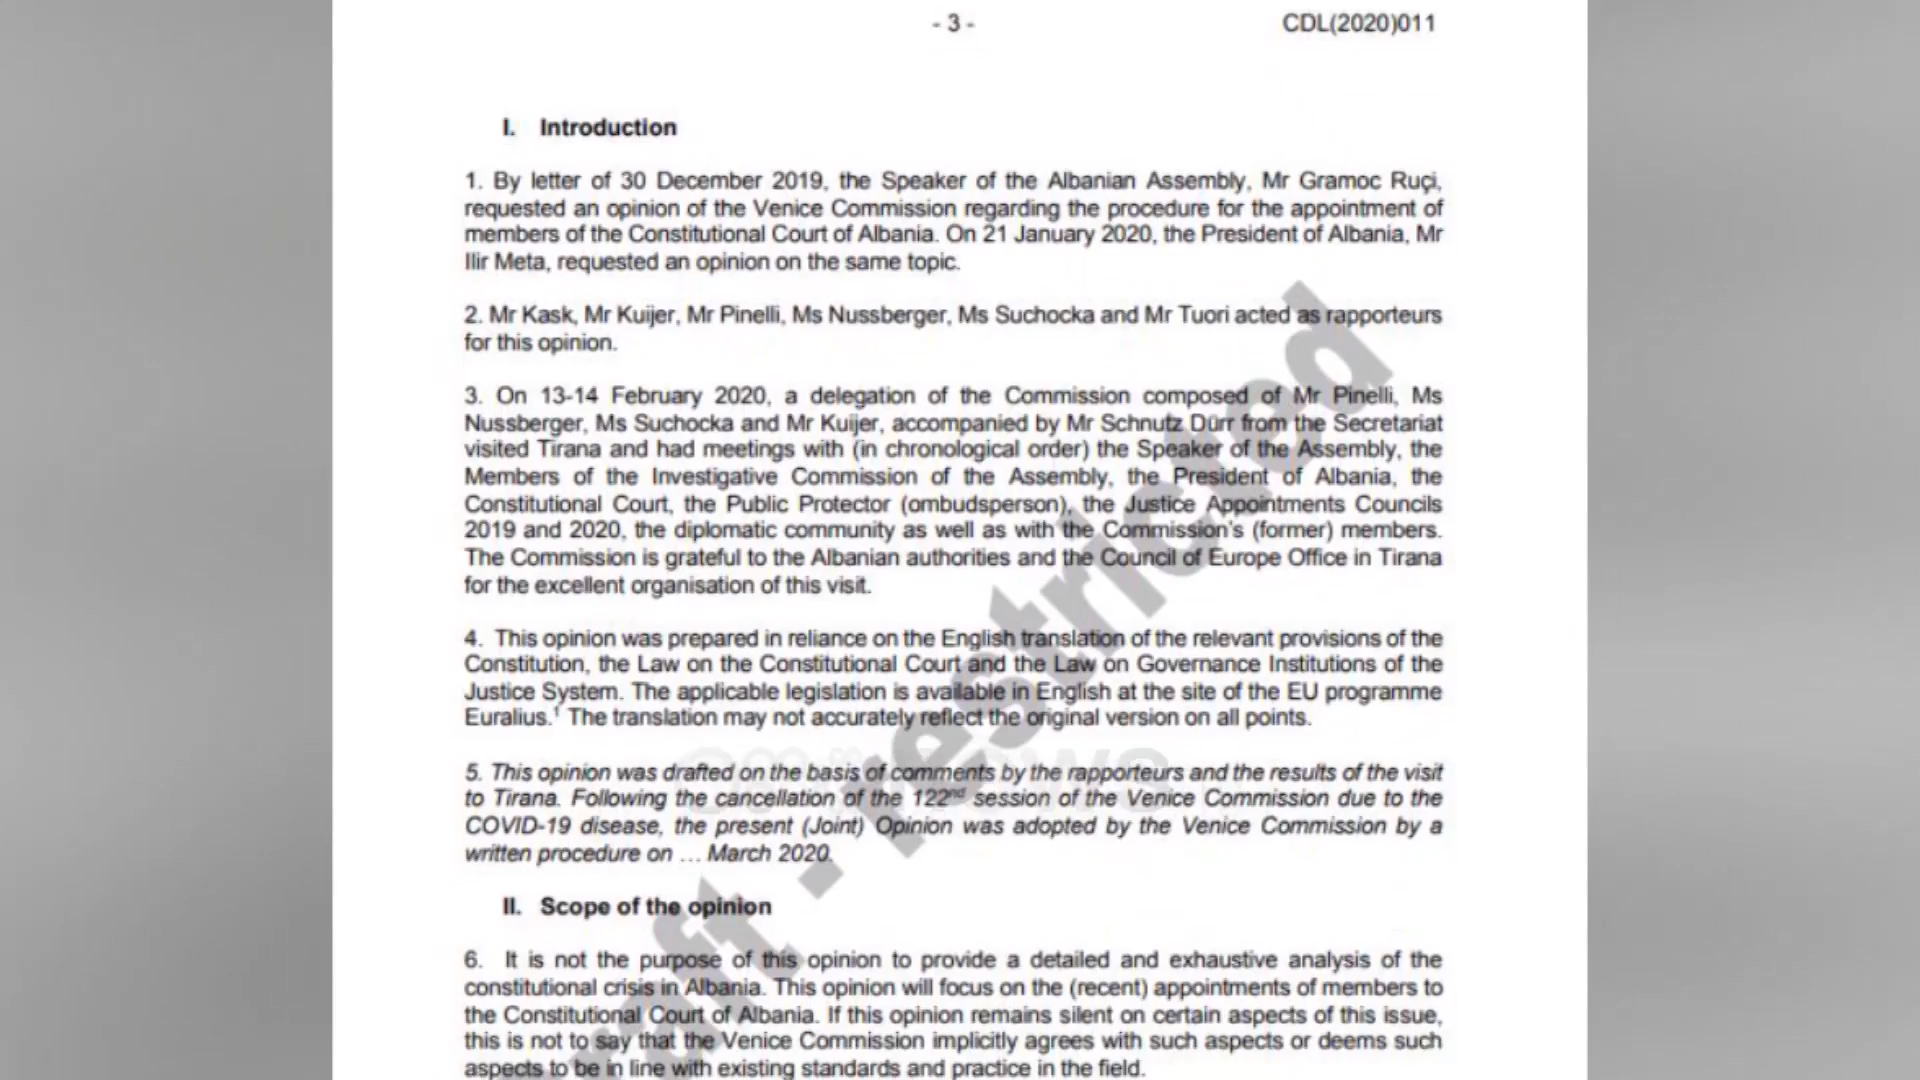 - 3 -
CDL(2020)011
I. Introduction
1. By letter of 30 December 2019, the Speaker of the Albanian Assembly, Mr Gramoc Ruçi,
requested an opinion of the Venice Commission regarding the procedure for the appointment of
members of the Constitutional Court of Albania. On 21 January 2020, the President of Albania, Mr
Ilir Meta, requested an opinion on the same topic.
2. Mr Kask, Mr Kuijer, Mr Pinelli, Ms Nussberger, Ms Suchocka and Mr Tuori acted as rapporteurs
for this opinion.
3. On 13-14 February 2020, a delegation of the Commission composed of Mr Pinelli, Ms
Nussberger, Ms Suchocka and Mr Kuijer, accompanied by Mr Schnutz Dürr from the Secretariat
visited Tirana and had meetings with (in chronological order) the Speaker of the Assembly, the
Members of the Investigative Commission of the Assembly, the President of Albania, the
Constitutional Court, the Public Protector (ombudsperson), the Justice Appointments Councils
2019 and 2020, the diplomatic community as well as with the Commission's (former) members.
The Commission is grateful to the Albanian authorities and the Council of Europe Office in Tirana
for the excellent organisation of this visit.
4. This opinion was prepared in reliance on the English translation of the relevant provisions of the
Constitution, the Law on the Constitutional Court and the Law on Governance Institutions of the
Justice System. The applicable legislation is available in English at the site of the EU programme
Euralius.¹ The translation may not accurately reflect the original version on all points.
5. This opinion was drafted on the basis of comments by the rapporteurs and the results of the visit
to Tirana. Following the cancellation of the 122nd session of the Venice Commission due to the
COVID-19 disease, the present (Joint) Opinion was adopted by the Venice Commission by a
written procedure on … March 2020.
II. Scope of the opinion
6. It is not the purpose of this opinion to provide a detailed and exhaustive analysis of the
constitutional crisis in Albania. This opinion will focus on the (recent) appointments of members to
the Constitutional Court of Albania. If this opinion remains silent on certain aspects of this issue,
this is not to say that the Venice Commission implicitly agrees with such aspects or deems such
aspects to be in line with existing standards and practice in the field.
raft - restricted